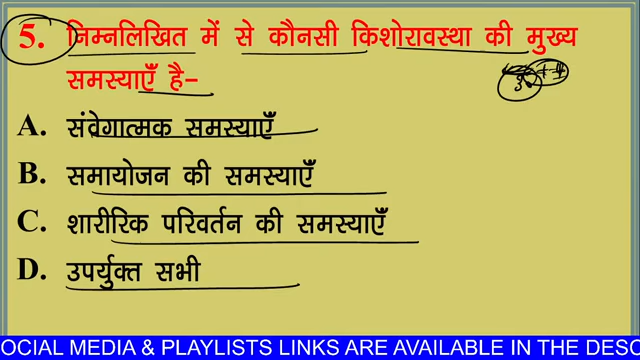 5. निम्नलिखित में से कौनसी किशोरावस्था की मुख्य
समस्याएँ है-
A. संवेगात्मक समस्याएँ
B. समायोजन की समस्याएँ
C. शारीरिक परिवर्तन की समस्याएँ
D. उपर्युक्त सभी
OCIAL MEDIA & PLAYLISTS LINKS ARE AVAILABLE IN THE DESC